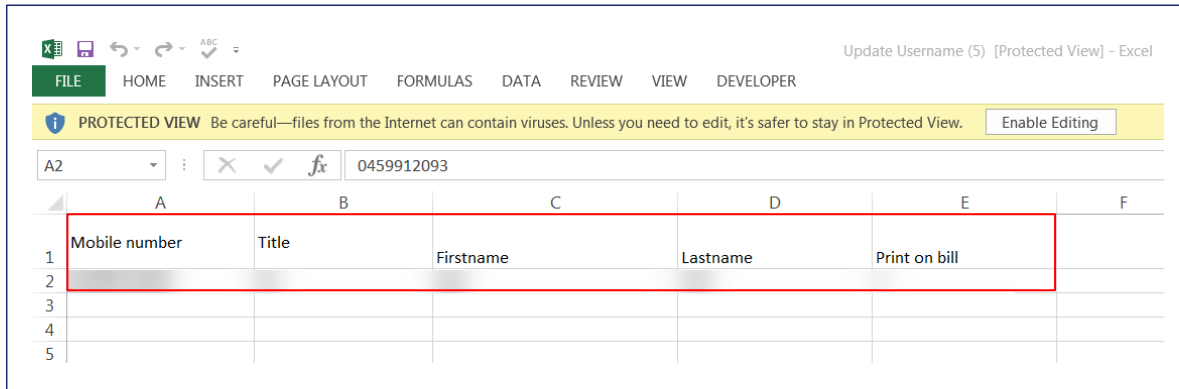 ABC
Update Username (5) [Protected View] - Excel
FILE HOME INSERT PAGE LAYOUT FORMULAS DATA REVIEW VIEW DEVELOPER
PROTECTED VIEW Be careful—files from the Internet can contain viruses. Unless you need to edit, it's safer to stay in Protected View. Enable Editing
A2 fx 0459912093
A B C D E F
1 Mobile number Title Firstname Lastname Print on bill
2
3
4
5